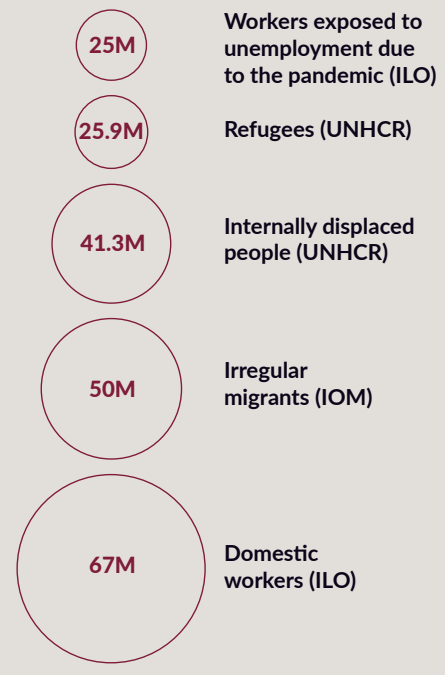 25M
Workers exposed to
unemployment due
to the pandemic (ILO)
25.9M
Refugees (UNHCR)
41.3M
Internally displaced
people (UNHCR)
50M
Irregular
migrants (IOM)
67M
Domestic
workers (ILO)